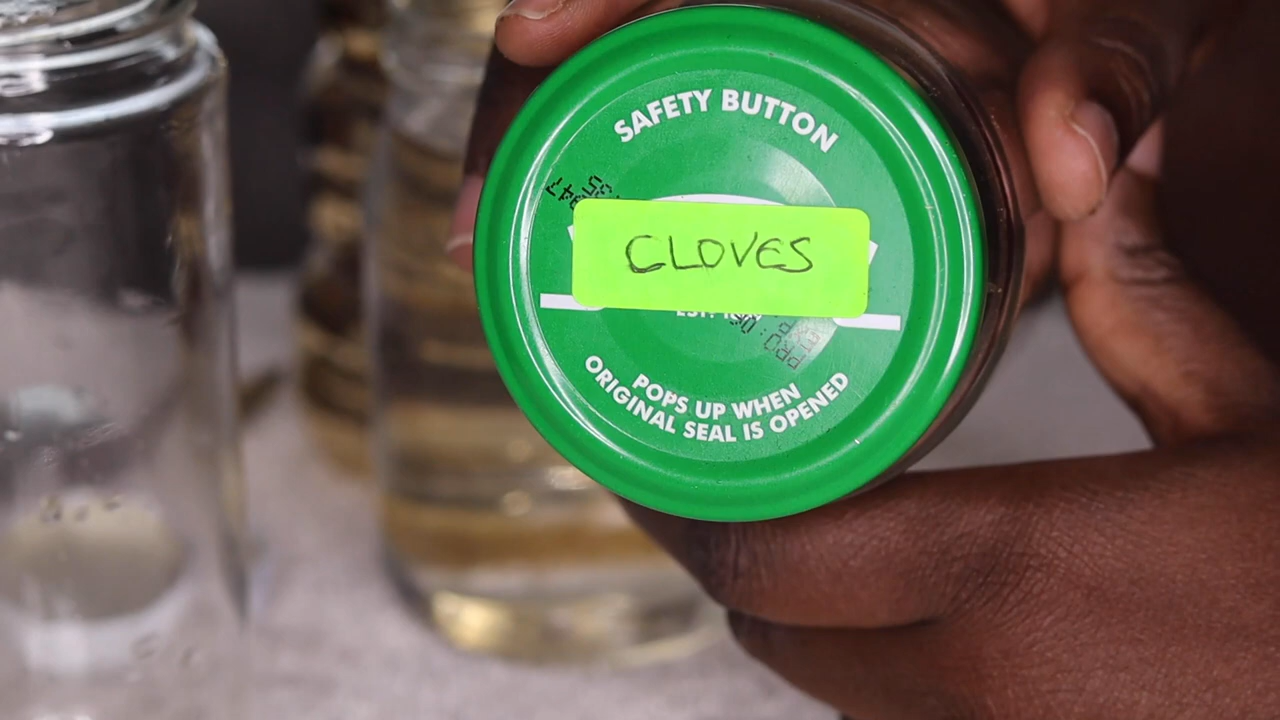 SAFETY BUTTON
CLOVES
POPS UP WHEN
ORIGINAL SEAL IS OPENED